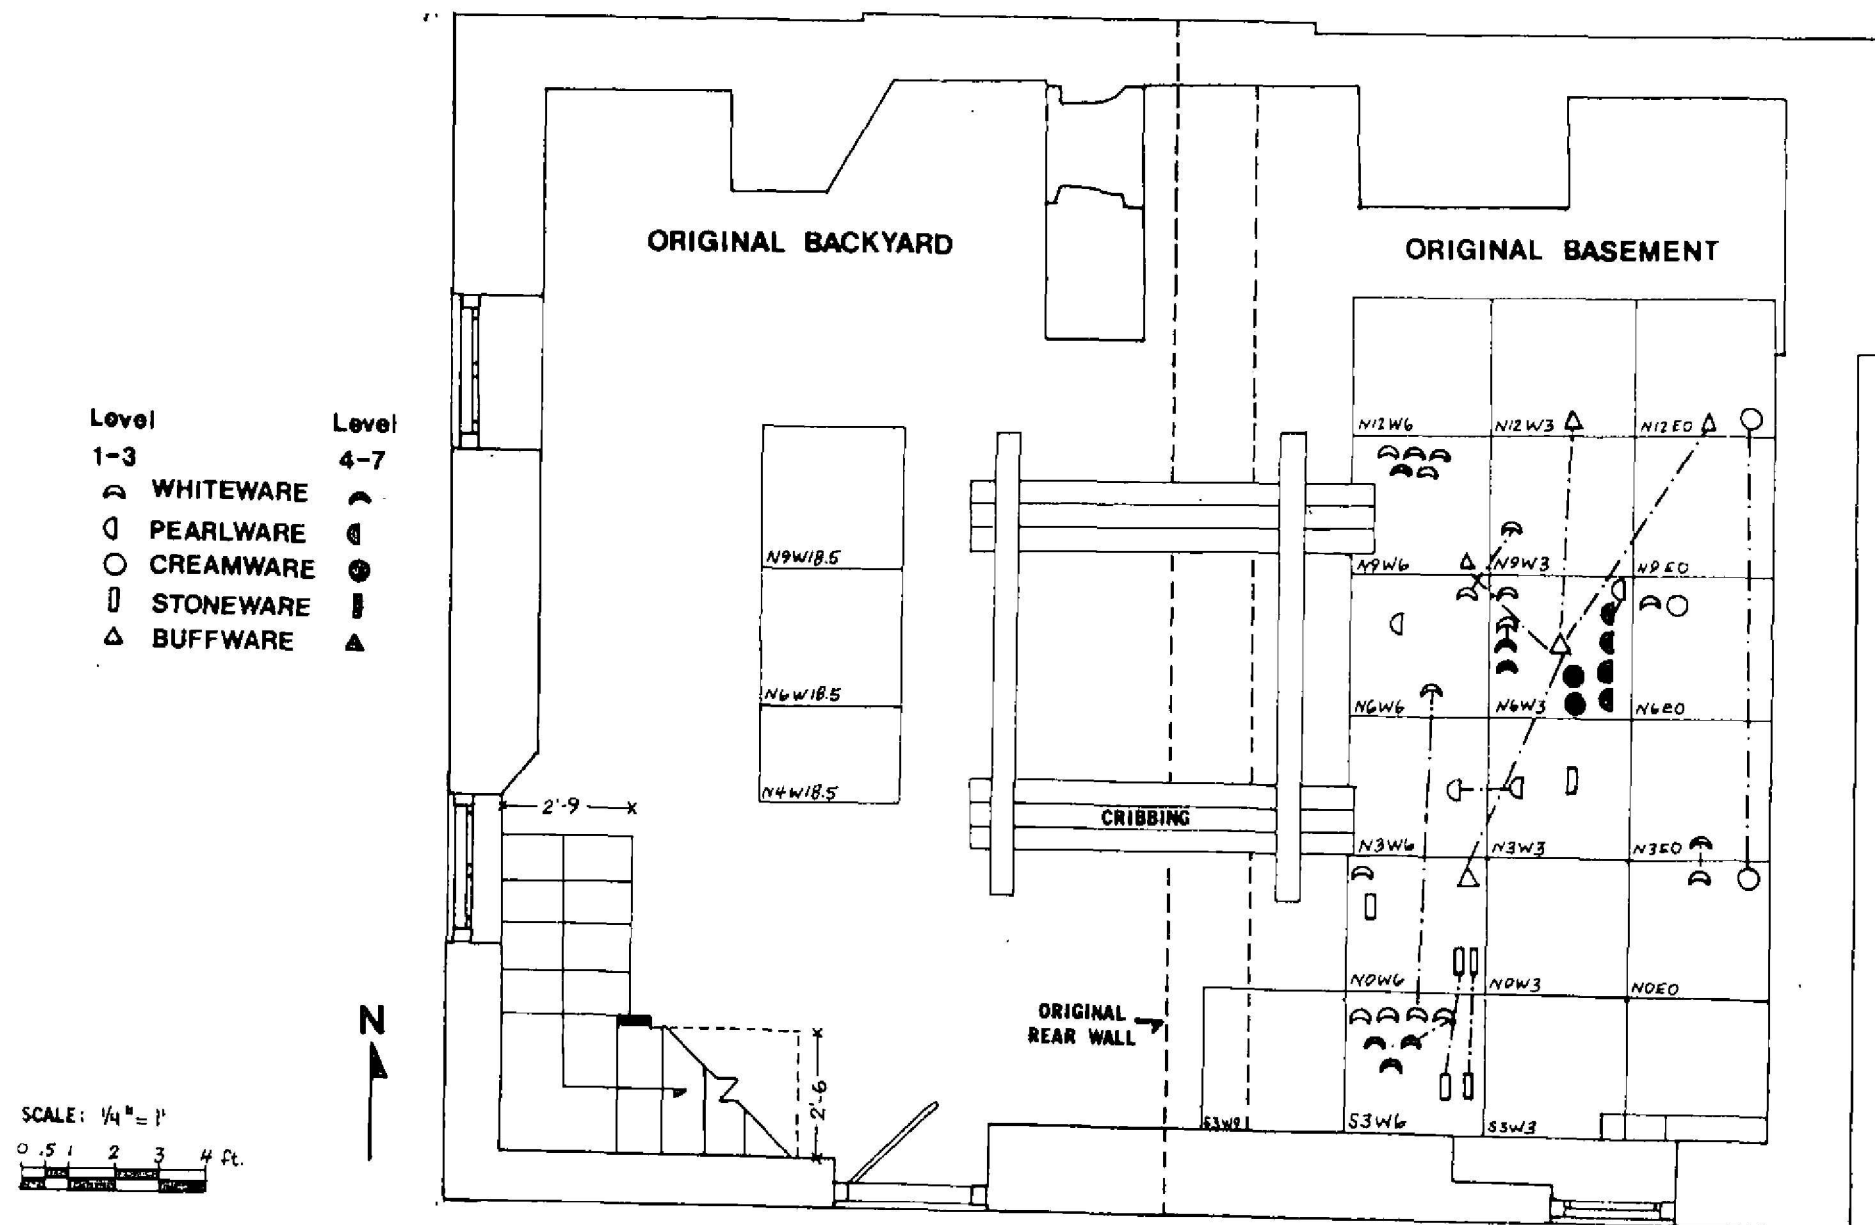 ORIGINAL BACKYARD
ORIGINAL BASEMENT
Level
1-3
Level
4-7
WHITEWARE
PEARLWARE
CREAMWARE
STONEWARE
BUFFWARE
N12W6
N12W3
N12E0
N9W18.5
N9W6
N9W3
N9E0
N6W18.5
N6W6
N6W3
N6E0
N4W18.5
2'-9
CRIBBING
N3W6
N3W3
N3E0
N0W6
N0W3
N0E0
ORIGINAL
REAR WALL
N
2'-6
S3W9
S3W6
S3W3
SCALE: 1/4" = 1'
0 .5 1 2 3 4 ft.